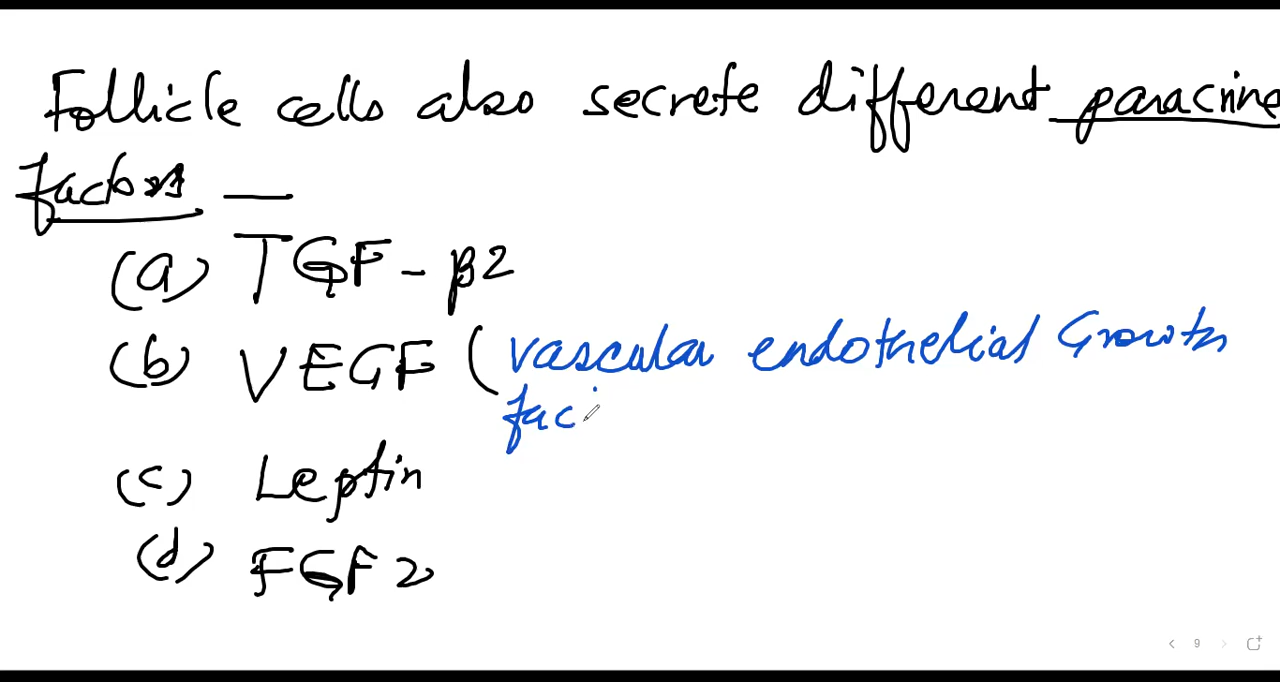 Follicle cells also secrete different paracrine
factors —
(a) TGF - β2
(b) VEGF (vascular endothelial Growth
fac
(c) Leptin
(d) FGF2
9